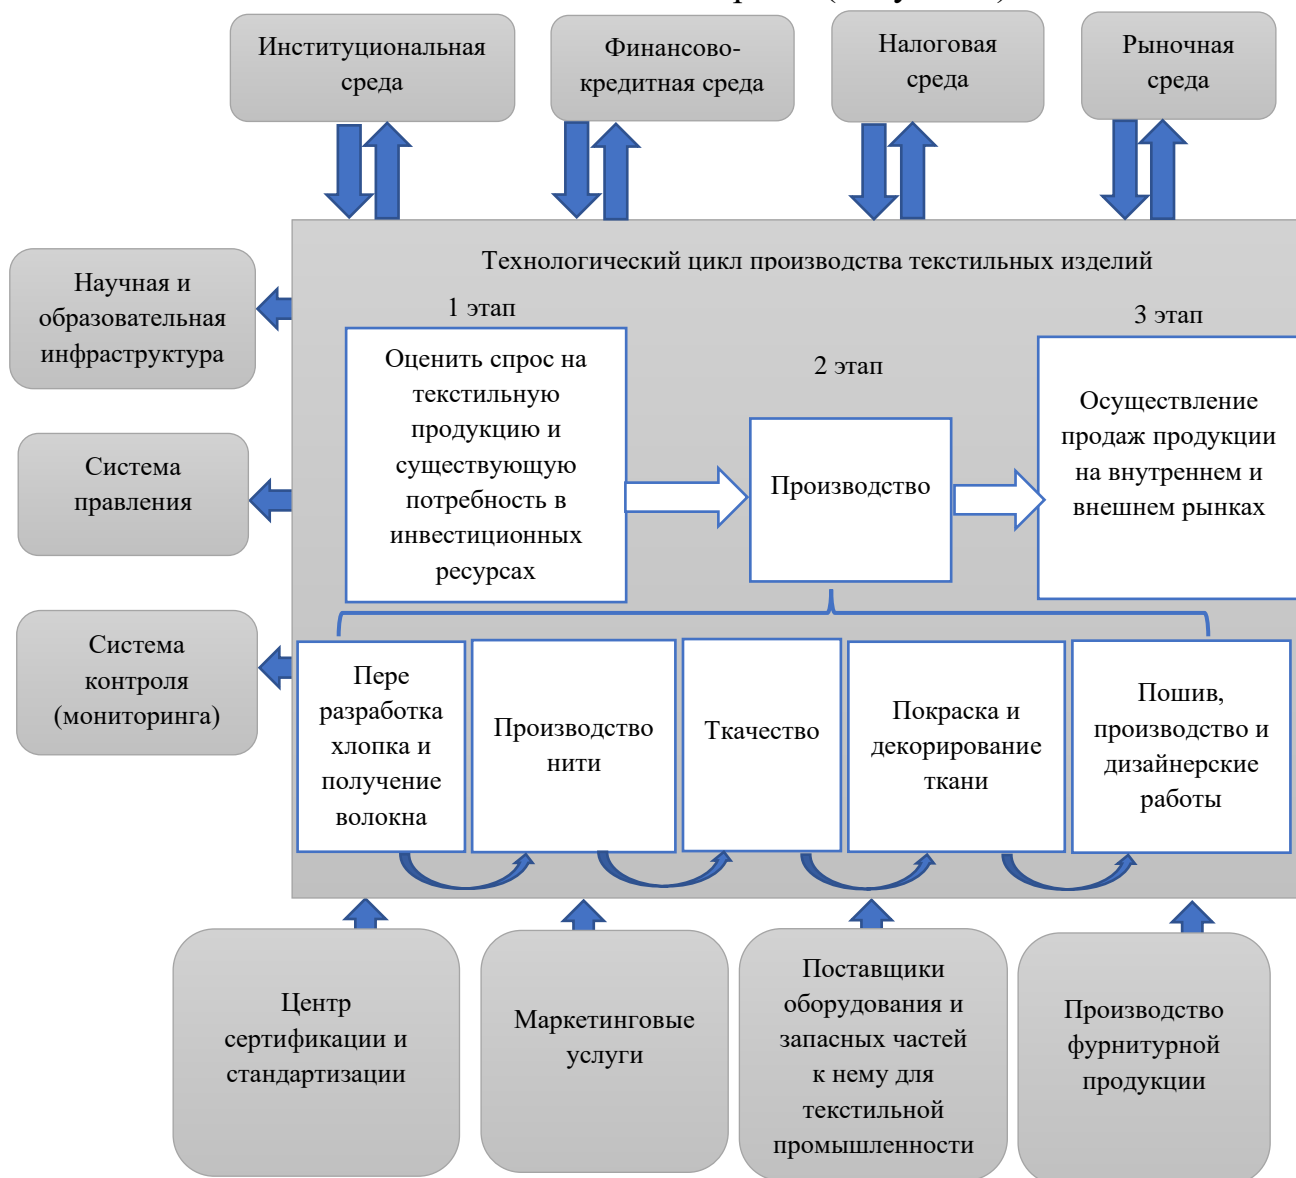 Институциональная
среда
Финансово-
кредитная среда
Налоговая
среда
Рыночная
среда
Технологический цикл производства текстильных изделий
Научная и
образовательная
инфраструктура
Система
правления
Система
контроля
(мониторинга)
1 этап
Оценить спрос на
текстильную
продукцию и
существующую
потребность в
инвестиционных
ресурсах
2 этап
Производство
3 этап
Осуществление
продаж продукции
на внутреннем и
внешнем рынках
Пере
разработка
хлопка и
получение
волокна
Производство
нити
Ткачество
Покраска и
декорирование
ткани
Пошив,
производство и
дизайнерские
работы
Центр
сертификации и
стандартизации
Маркетинговые
услуги
Поставщики
оборудования и
запасных частей
к нему для
текстильной
промышленности
Производство
фурнитурной
продукции